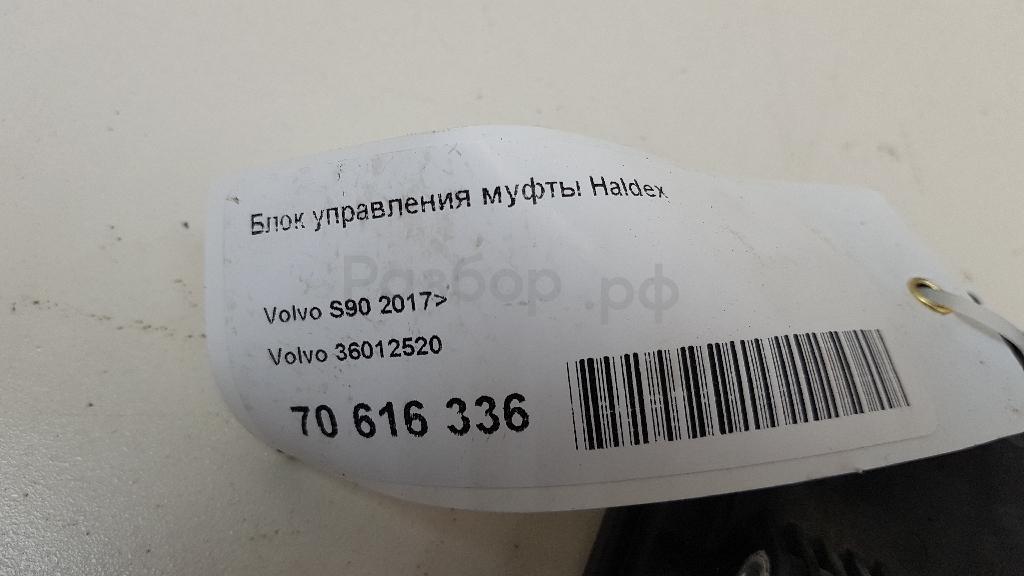 Блок управления муфты Haldex
Разбор.рф
Volvo S90 2017>
Volvo 36012520
70 616 336